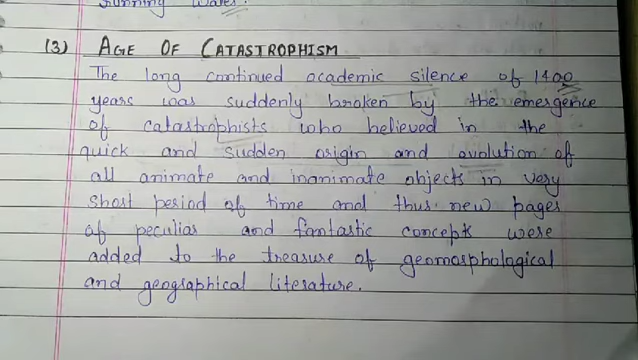 running water.
(3) AGE OF CATASTROPHISM
The long continued academic silence of 1400
years was suddenly broken by the emergence
of catastrophists who believed in the
quick and sudden origin and evolution of
all animate and inanimate objects in very
short period of time and thus new pages
of peculiar and fantastic concepts were
added to the treasure of geomorphological
and geographical literature.